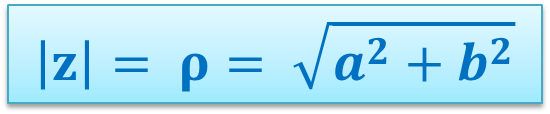 |z| = ρ = √a² + b²